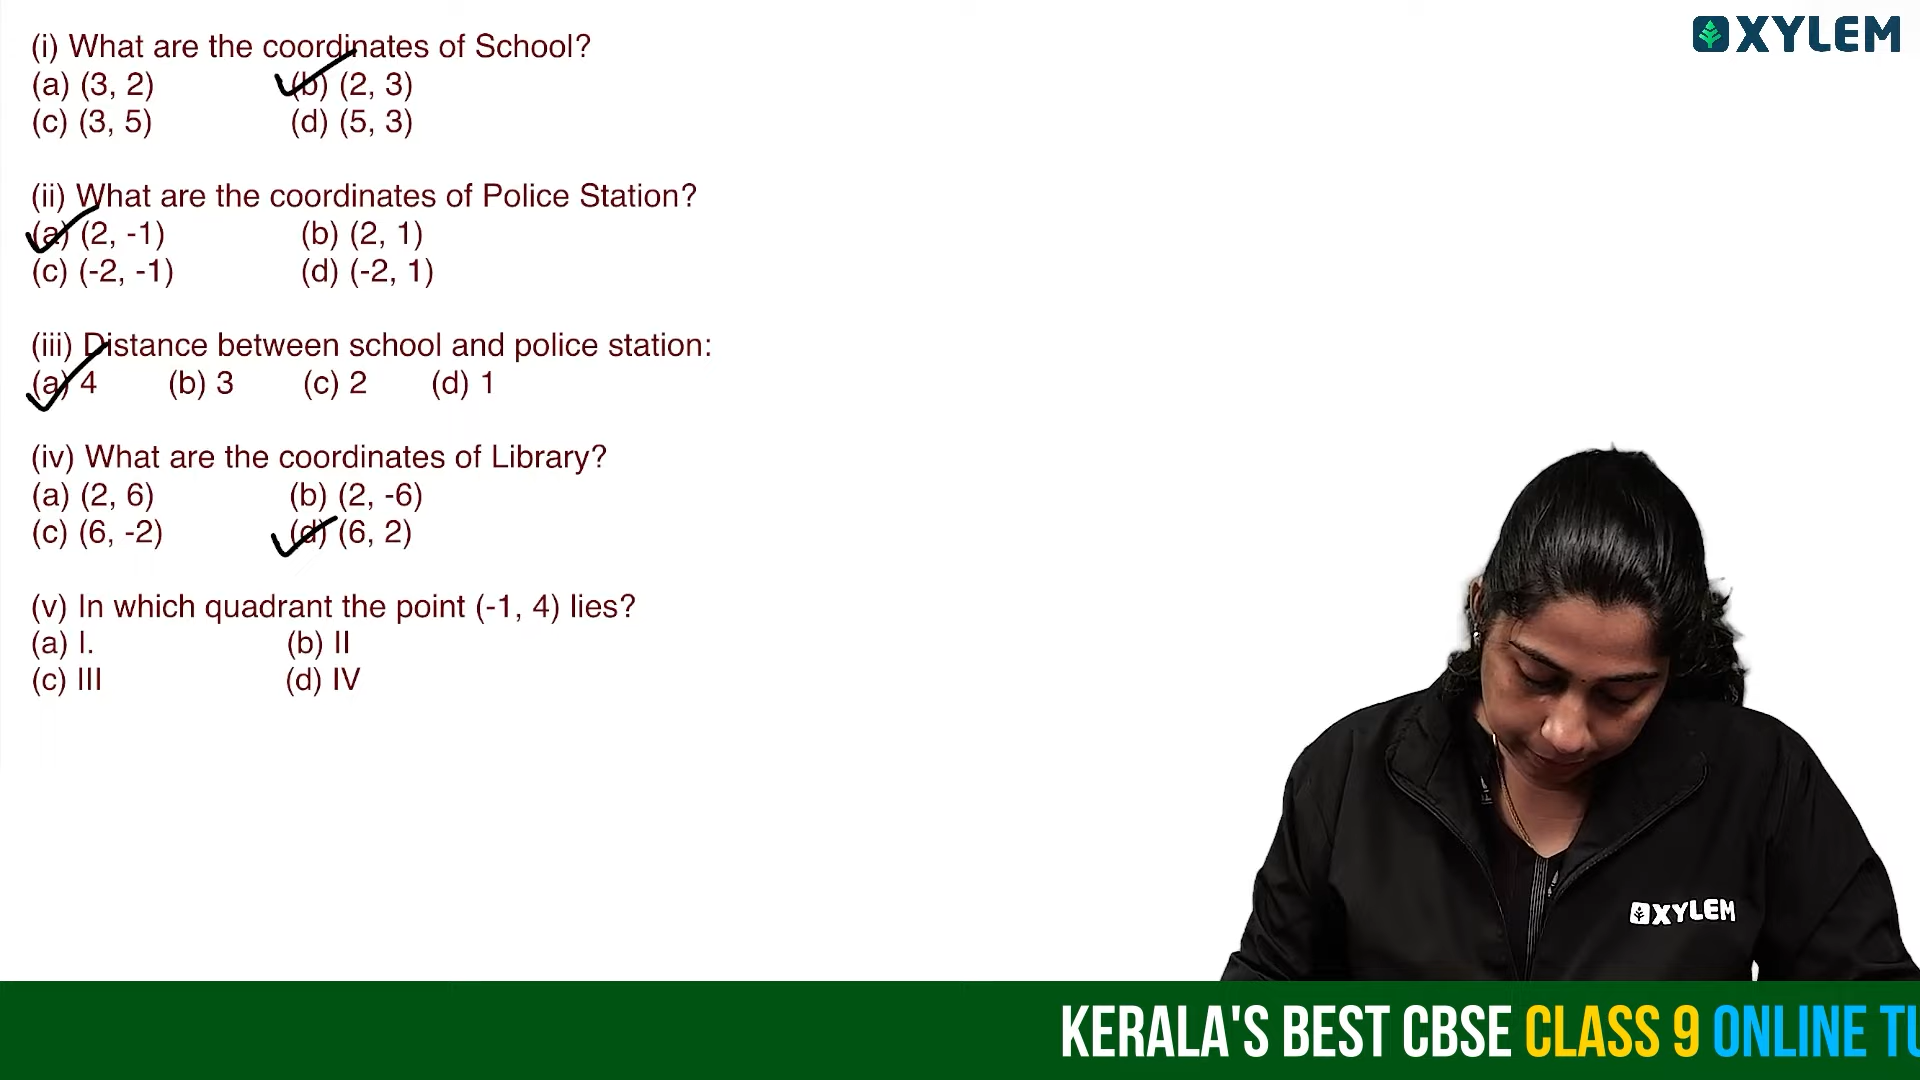 XYLEM
(i) What are the coordinates of School?
(a) (3, 2) (b) (2, 3)
(c) (3, 5) (d) (5, 3)
(ii) What are the coordinates of Police Station?
(a) (2, -1) (b) (2, 1)
(c) (-2, -1) (d) (-2, 1)
(iii) Distance between school and police station:
(a) 4 (b) 3 (c) 2 (d) 1
(iv) What are the coordinates of Library?
(a) (2, 6) (b) (2, -6)
(c) (6, -2) (d) (6, 2)
(v) In which quadrant the point (-1, 4) lies?
(a) I. (b) II
(c) III (d) IV
XYLEM
KERALA'S BEST CBSE CLASS 9 ONLINE TU